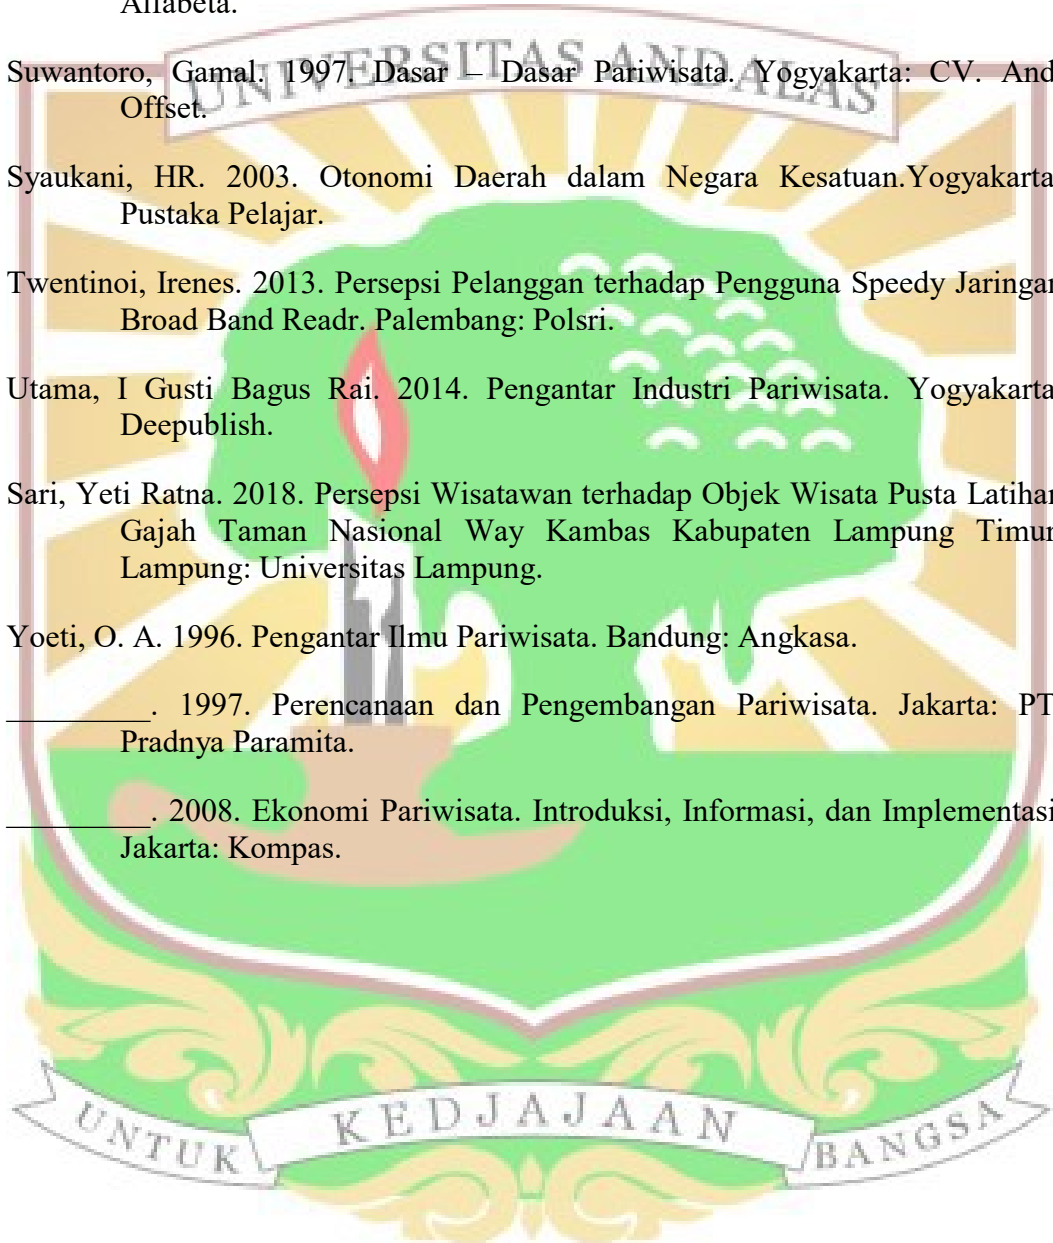 Alfabeta.
UNIVERSITAS ANDALAS
Suwantoro, Gamal. 1997. Dasar – Dasar Pariwisata. Yogyakarta: CV. And
Offset.
Syaukani, HR. 2003. Otonomi Daerah dalam Negara Kesatuan.Yogyakarta
Pustaka Pelajar.
Twentinoi, Irenes. 2013. Persepsi Pelanggan terhadap Pengguna Speedy Jaringan
Broad Band Readr. Palembang: Polsri.
Utama, I Gusti Bagus Rai. 2014. Pengantar Industri Pariwisata. Yogyakarta
Deepublish.
Sari, Yeti Ratna. 2018. Persepsi Wisatawan terhadap Objek Wisata Pusta Latihan
Gajah Taman Nasional Way Kambas Kabupaten Lampung Timur
Lampung: Universitas Lampung.
Yoeti, O. A. 1996. Pengantar Ilmu Pariwisata. Bandung: Angkasa.
_________. 1997. Perencanaan dan Pengembangan Pariwisata. Jakarta: PT
Pradnya Paramita.
_________. 2008. Ekonomi Pariwisata. Introduksi, Informasi, dan Implementasi
Jakarta: Kompas.
UNTUK KEDJAJAAN BANGSA